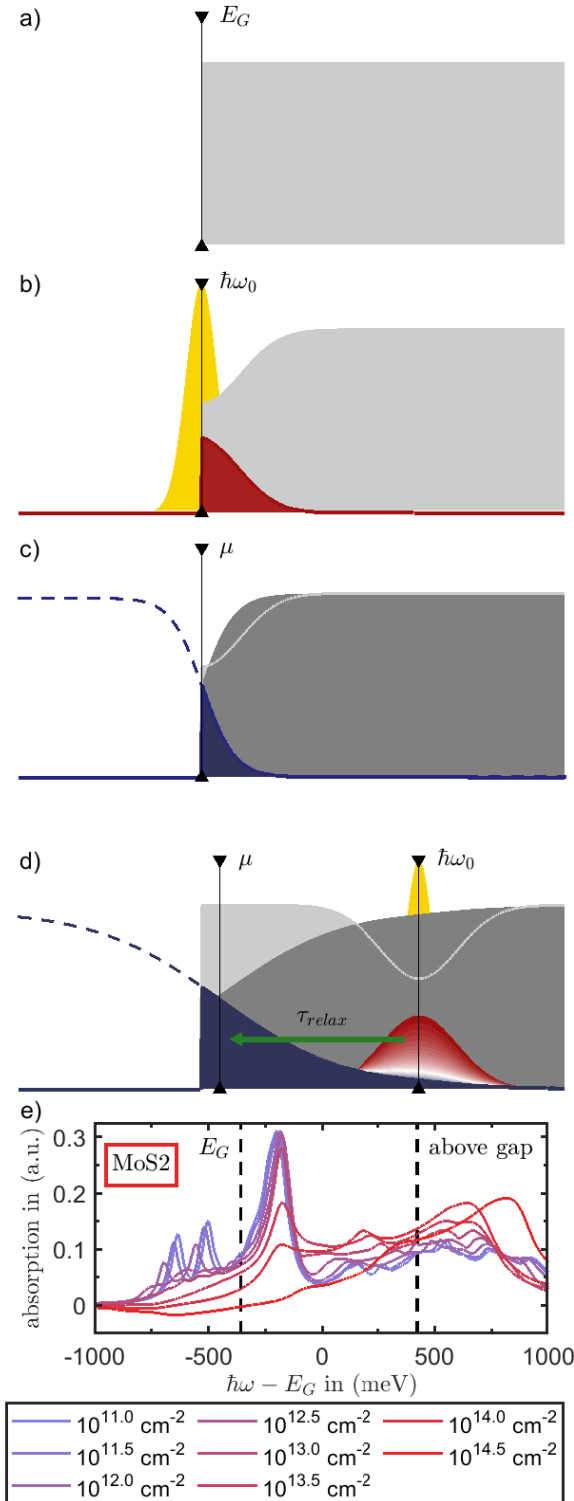 a) E_G
b) ħω₀
c) μ
d) μ ħω₀
τ_relax
e)
E_G above gap
MoS2
absorption in (a.u.)
0.3
0.2
0.1
0
-1000 -500 0 500 1000
ħω − E_G in (meV)
10^11.0 cm^-2 10^12.5 cm^-2 10^14.0 cm^-2
10^11.5 cm^-2 10^13.0 cm^-2 10^14.5 cm^-2
10^12.0 cm^-2 10^13.5 cm^-2